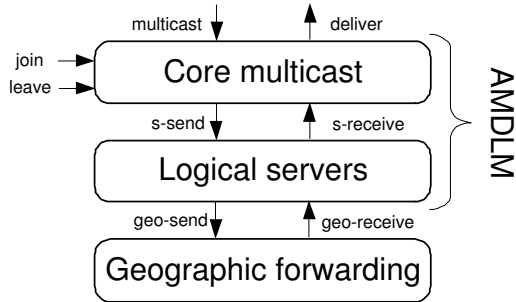 multicast deliver
join
leave
Core multicast
s-send s-receive
Logical servers
geo-send geo-receive
Geographic forwarding
AMDLM